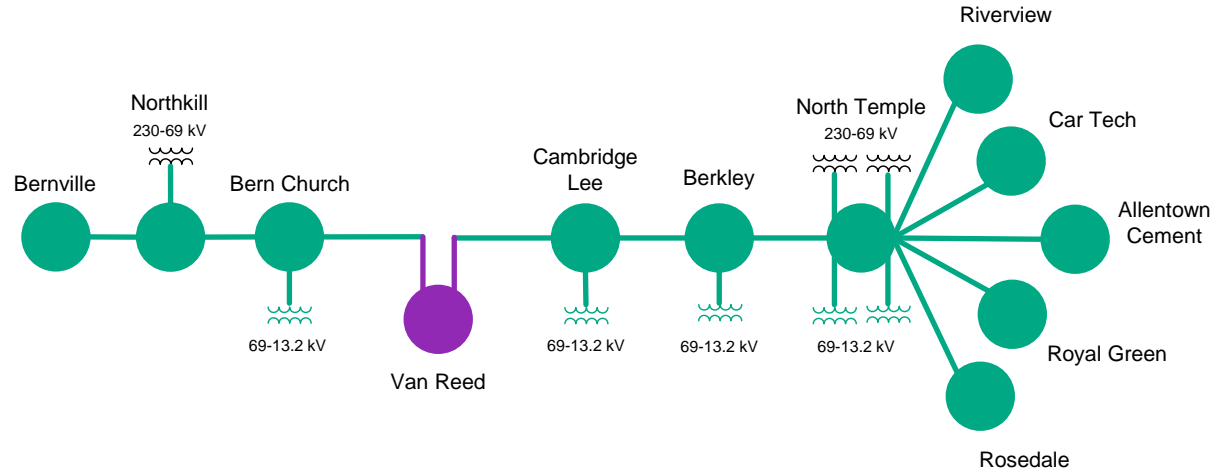 Riverview
Northkill
230-69 kV
North Temple
230-69 kV
Car Tech
Bernville
Bern Church
Cambridge
Lee
Berkley
Allentown
Cement
69-13.2 kV
69-13.2 kV
69-13.2 kV
69-13.2 kV
Royal Green
Van Reed
Rosedale